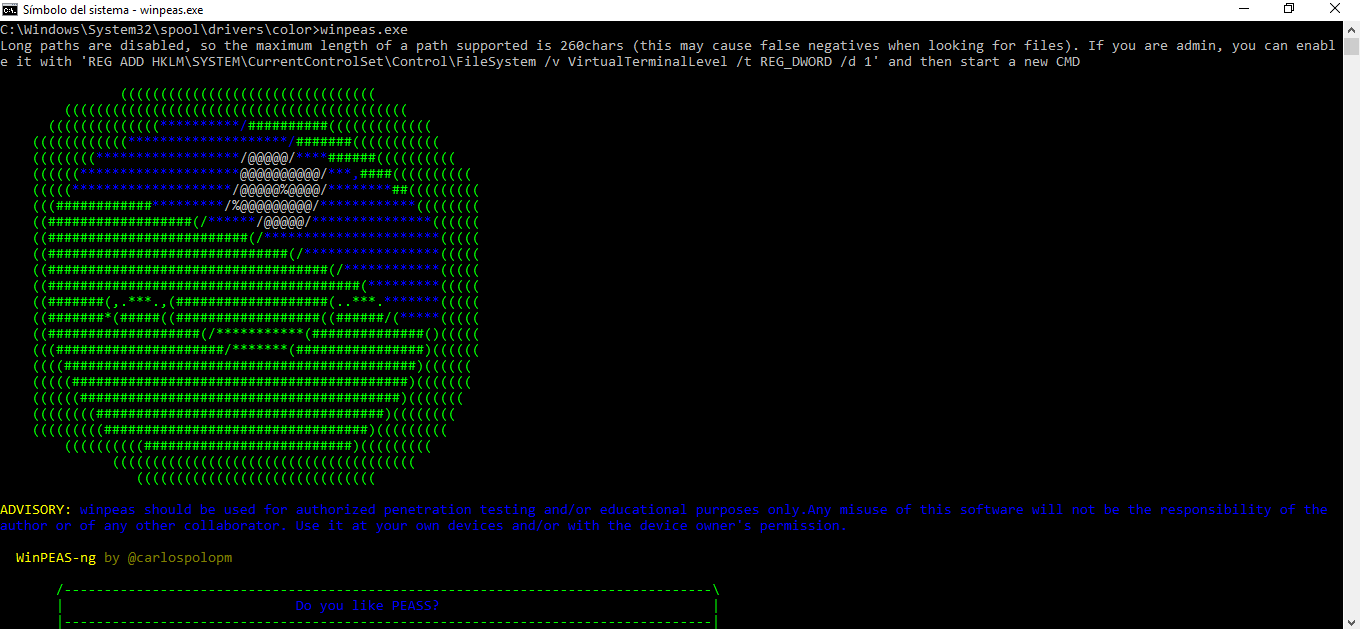 Símbolo del sistema - winpeas.exe
C:\Windows\System32\spool\drivers\color>winpeas.exe
Long paths are disabled, so the maximum length of a path supported is 260chars (this may cause false negatives when looking for files). If you are admin, you can enabl
e it with 'REG ADD HKLM\SYSTEM\CurrentControlSet\Control\FileSystem /v VirtualTerminalLevel /t REG_DWORD /d 1' and then start a new CMD
ADVISORY: winpeas should be used for authorized penetration testing and/or educational purposes only.Any misuse of this software will not be the responsibility of the
author or of any other collaborator. Use it at your own devices and/or with the device owner's permission.
WinPEAS-ng by @carlospolopm
Do you like PEASS?